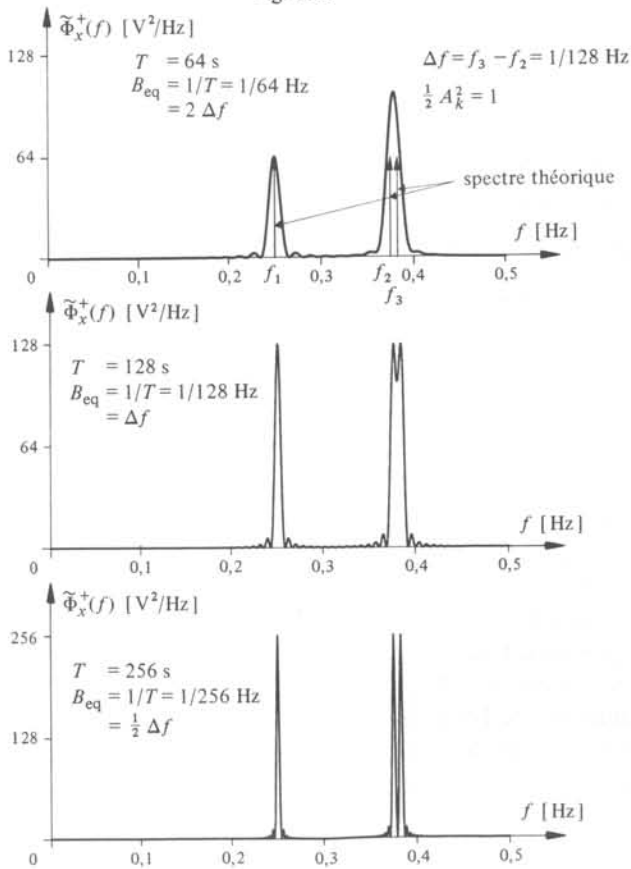 Φ̃ₓ⁺(f) [V²/Hz]
128
64
0
T = 64 s
B_eq = 1/T = 1/64 Hz
= 2 Δf
Δf = f₃ − f₂ = 1/128 Hz
½ A_k² = 1
spectre théorique
f [Hz]
0,1 0,2 0,3 0,4 0,5
f₁ f₂
f₃
Φ̃ₓ⁺(f) [V²/Hz]
128
64
0
T = 128 s
B_eq = 1/T = 1/128 Hz
= Δf
f [Hz]
0,1 0,2 0,3 0,4 0,5
Φ̃ₓ⁺(f) [V²/Hz]
256
128
0
T = 256 s
B_eq = 1/T = 1/256 Hz
= ½ Δf
f [Hz]
0,1 0,2 0,3 0,4 0,5